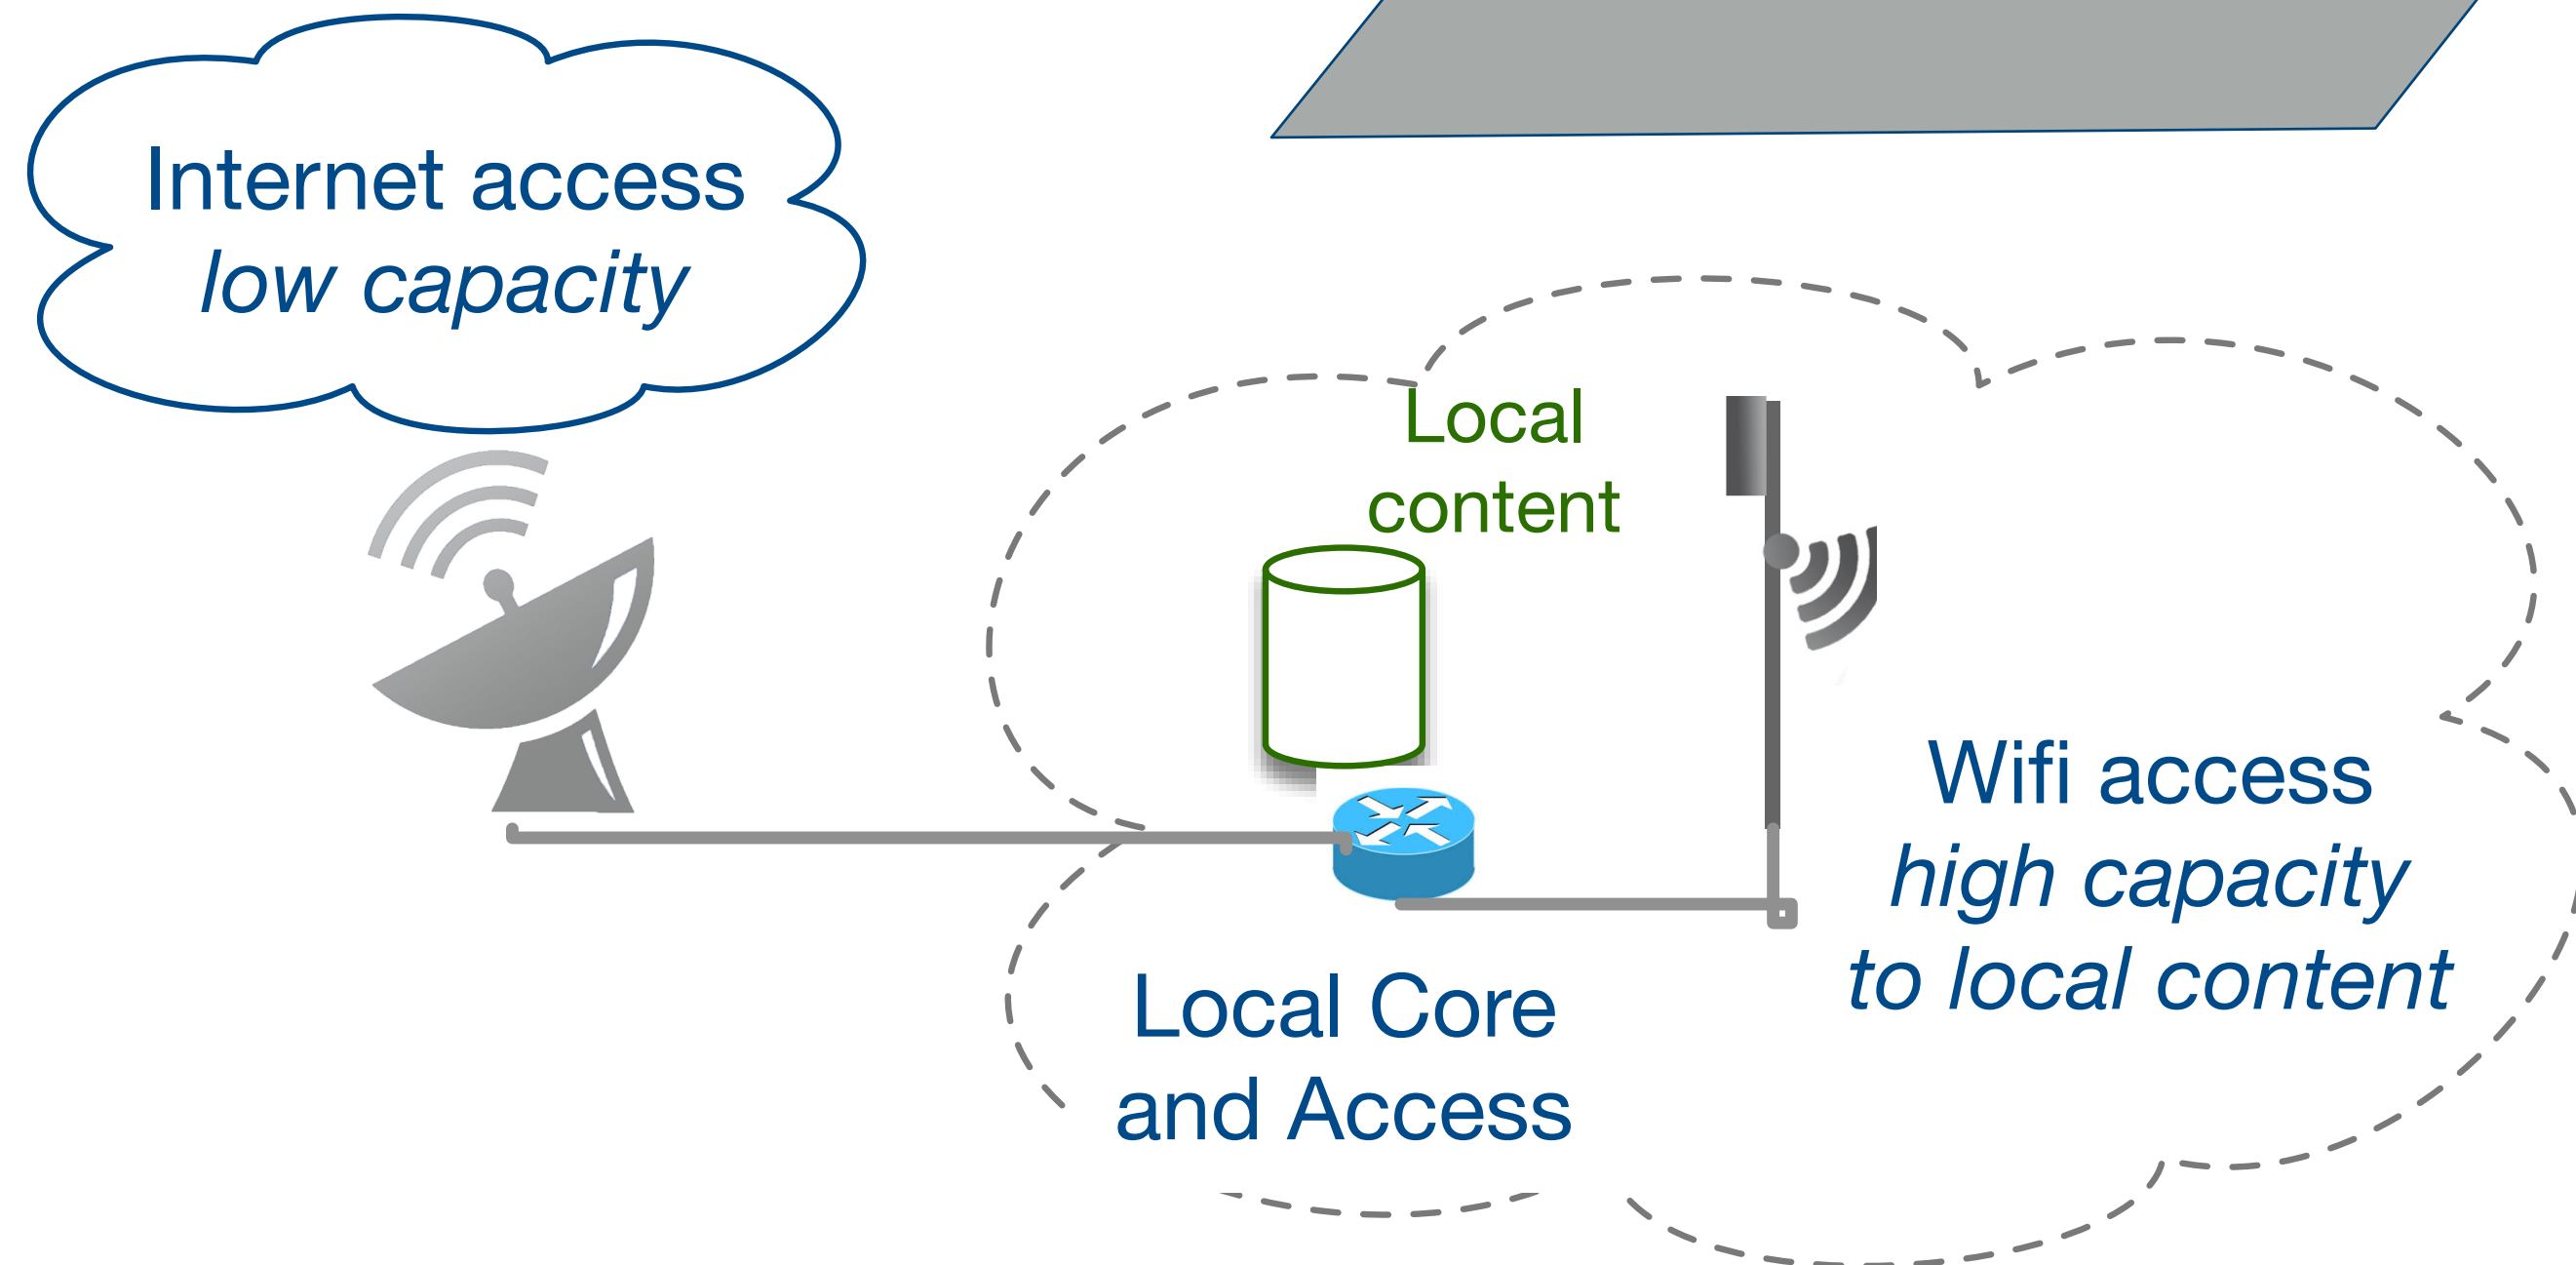 Internet access
low capacity
Local
content
Wifi access
high capacity
to local content
Local Core
and Access